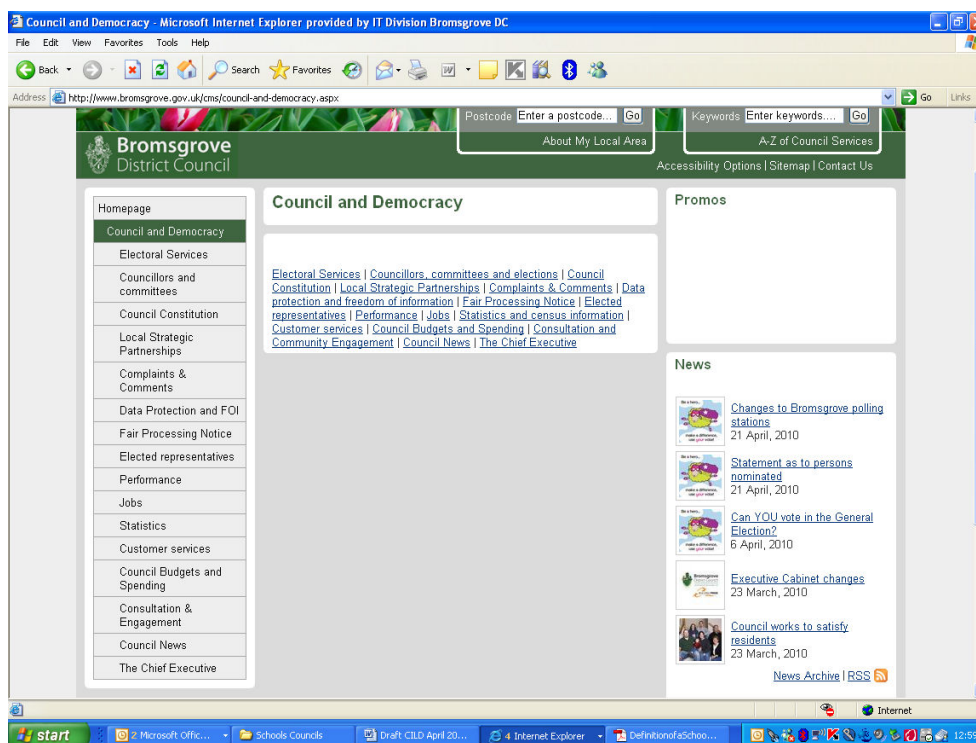 Council and Democracy - Microsoft Internet Explorer provided by IT Division Bromsgrove DC
File Edit View Favorites Tools Help
Back Search Favorites
Address http://www.bromsgrove.gov.uk/cms/council-and-democracy.aspx Go Links
Postcode Enter a postcode... Go Keywords Enter keywords.... Go
About My Local Area A-Z of Council Services
Bromsgrove
District Council
Accessibility Options | Sitemap | Contact Us
Homepage
Council and Democracy
Electoral Services
Councillors and
committees
Council Constitution
Local Strategic
Partnerships
Complaints &
Comments
Data Protection and FOI
Fair Processing Notice
Elected representatives
Performance
Jobs
Statistics
Customer services
Council Budgets and
Spending
Consultation &
Engagement
Council News
The Chief Executive
Council and Democracy
Electoral Services | Councillors, committees and elections | Council
Constitution | Local Strategic Partnerships | Complaints & Comments | Data
protection and freedom of information | Fair Processing Notice | Elected
representatives | Performance | Jobs | Statistics and census information |
Customer services | Council Budgets and Spending | Consultation and
Community Engagement | Council News | The Chief Executive
Promos
News
Changes to Bromsgrove polling
stations
21 April, 2010
Statement as to persons
nominated
21 April, 2010
Can YOU vote in the General
Election?
6 April, 2010
Executive Cabinet changes
23 March, 2010
Council works to satisfy
residents
23 March, 2010
News Archive | RSS
Internet
start 2 Microsoft Offic... Schools Councils Draft CILD April 20... 4 Internet Explorer DefinitionofaSchoo... 12:59